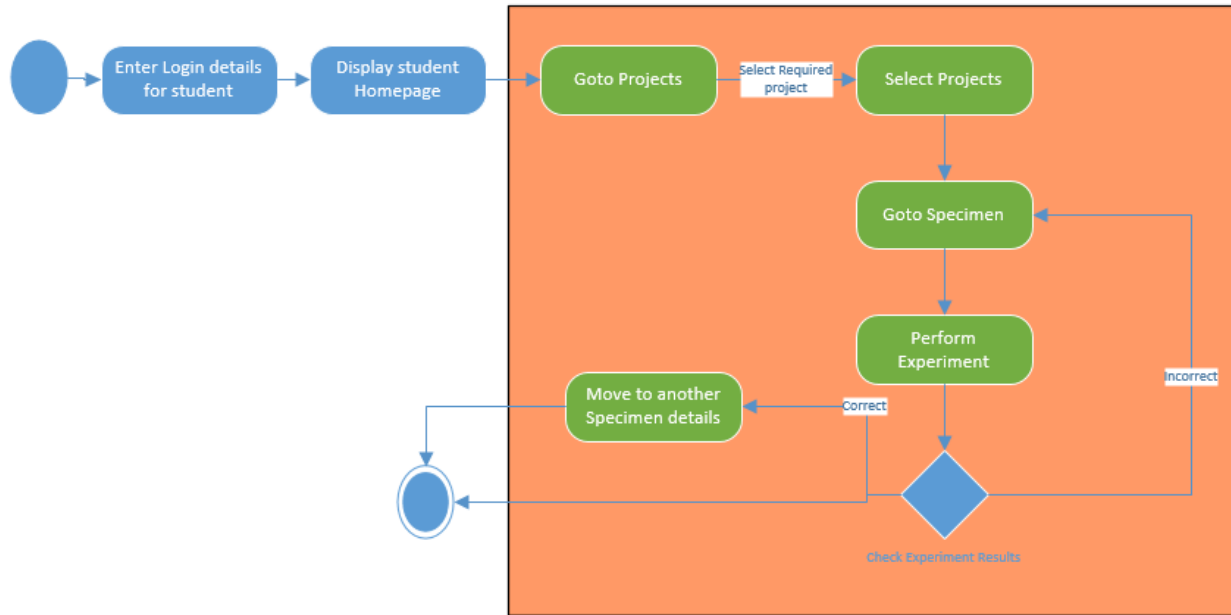 Enter Login details
for student
Display student
Homepage
Goto Projects
Select Required
project
Select Projects
Goto Specimen
Perform
Experiment
Incorrect
Move to another
Specimen details
Correct
Check Experiment Results